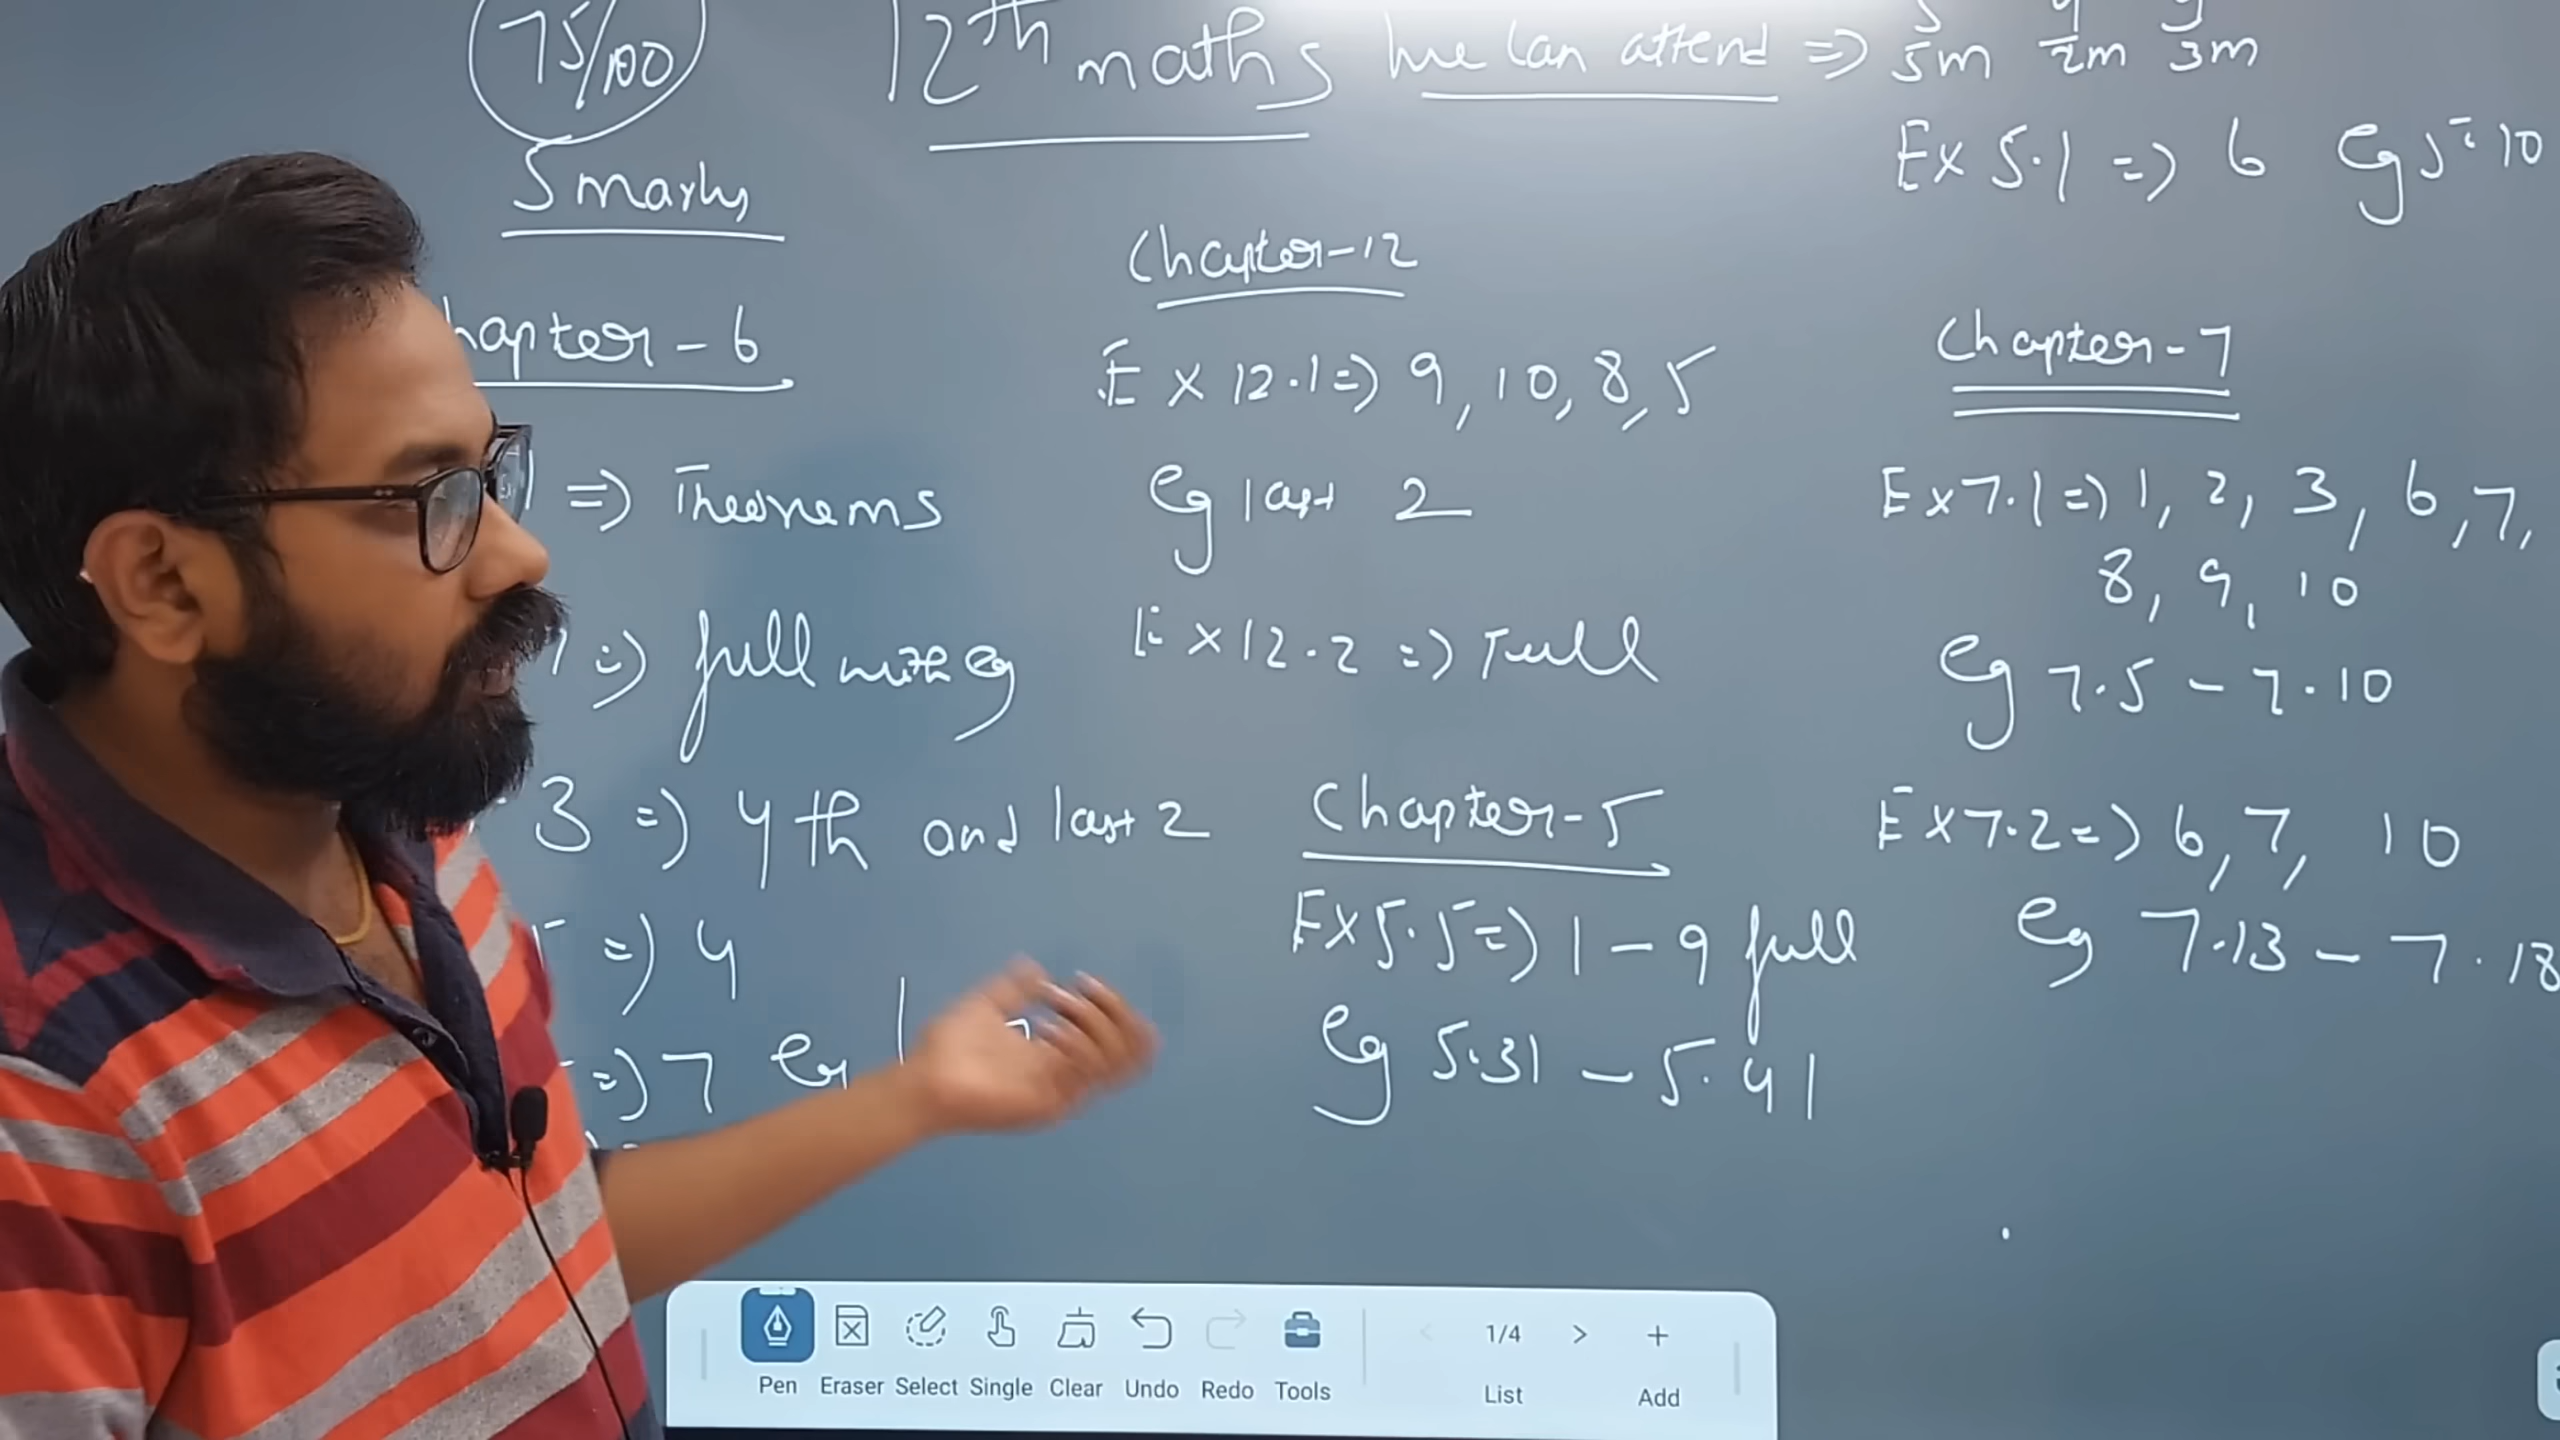 75/100
12th maths we can attend => 5/5m 4/2m 3/3m
5 marks
hapter - 6
=> Theorems
=> full with eg
3 => 4th and last 2
=> 4
=> 7 eg
Chapter-12
Ex 12.1 => 9, 10, 8, 5
eg last 2
Ex 12.2 => Full
Chapter-5
Ex 5.5 => 1 - 9 full
eg 5.31 - 5.41
Ex 5.1 => 6 eg 5.10
Chapter-7
Ex 7.1 => 1, 2, 3, 6, 7,
8, 9, 10
eg 7.5 - 7.10
Ex 7.2 => 6, 7, 10
eg 7.13 - 7.18
1/4
Pen Eraser Select Single Clear Undo Redo Tools List Add